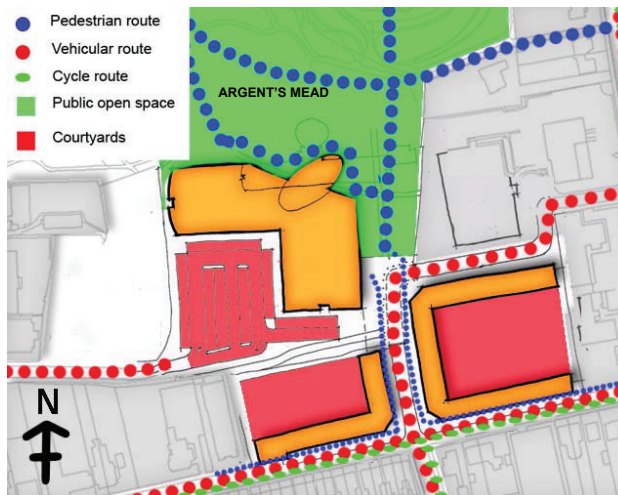 Pedestrian route
Vehicular route
Cycle route
Public open space
Courtyards
ARGENT'S MEAD
N